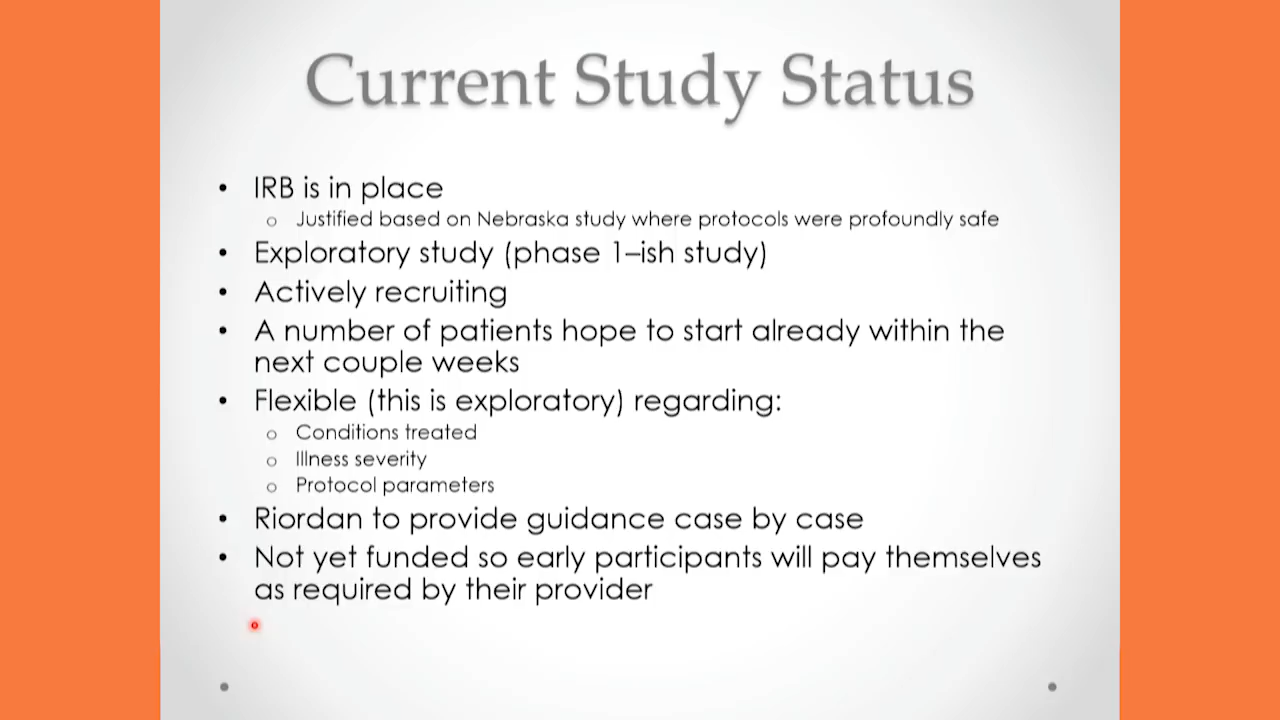 Current Study Status
• IRB is in place
o Justified based on Nebraska study where protocols were profoundly safe
• Exploratory study (phase 1–ish study)
• Actively recruiting
• A number of patients hope to start already within the
next couple weeks
• Flexible (this is exploratory) regarding:
o Conditions treated
o Illness severity
o Protocol parameters
• Riordan to provide guidance case by case
• Not yet funded so early participants will pay themselves
as required by their provider